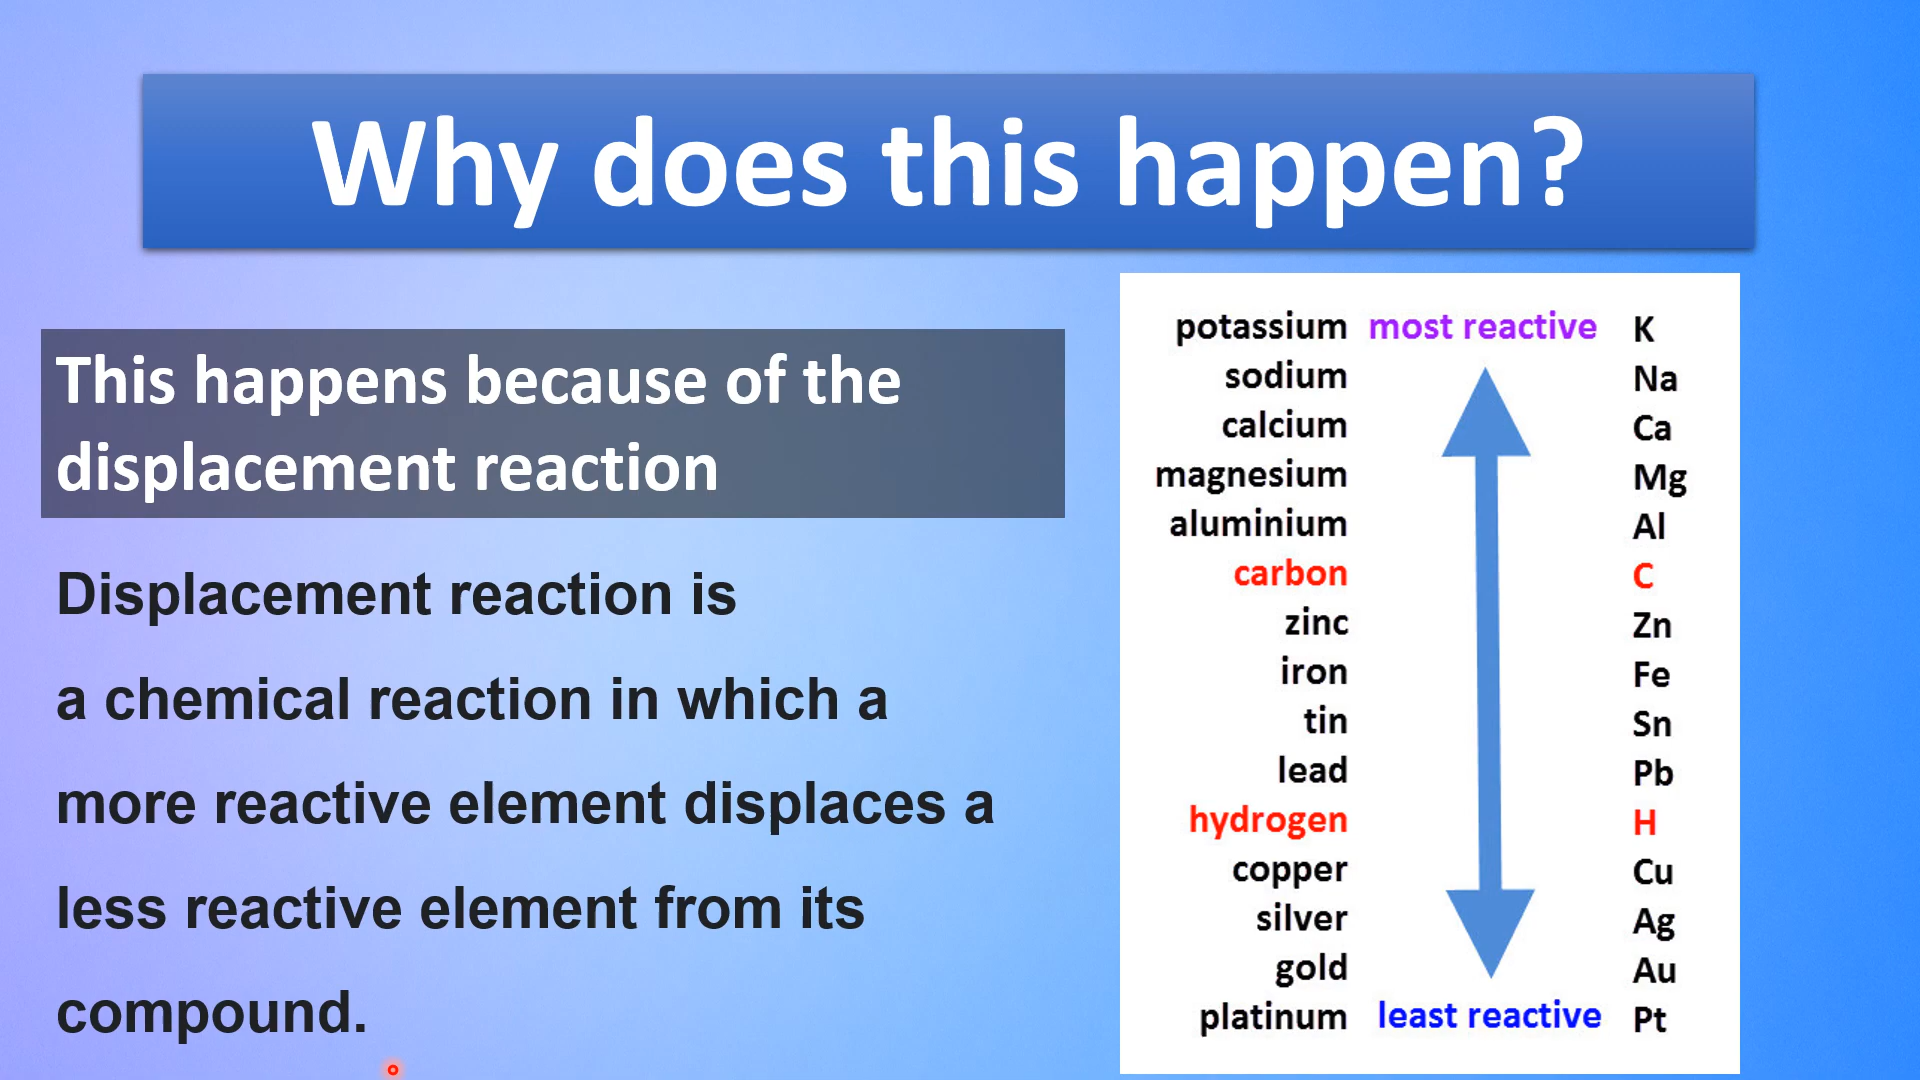 Why does this happen?
This happens because of the
displacement reaction
Displacement reaction is
a chemical reaction in which a
more reactive element displaces a
less reactive element from its
compound.
potassium most reactive K
sodium Na
calcium Ca
magnesium Mg
aluminium Al
carbon C
zinc Zn
iron Fe
tin Sn
lead Pb
hydrogen H
copper Cu
silver Ag
gold Au
platinum least reactive Pt